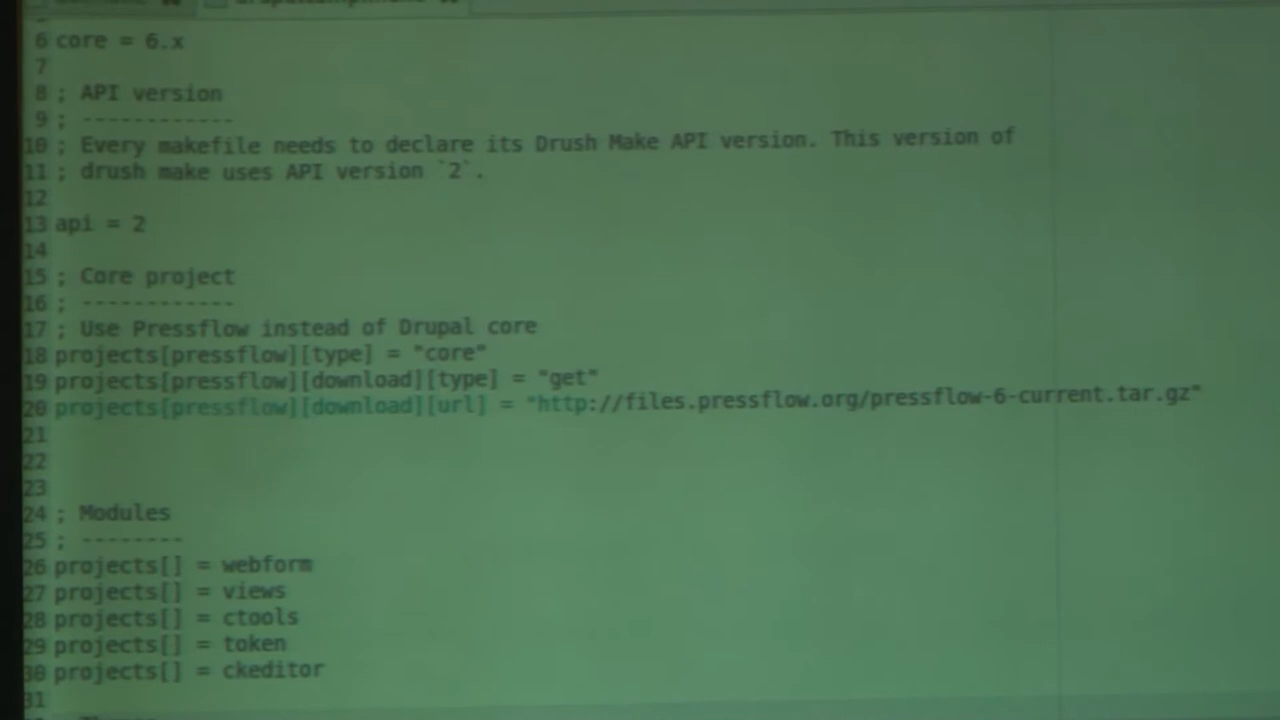 6 core = 6.x
7
8 ; API version
9 ; ------------
10 ; Every makefile needs to declare its Drush Make API version. This version of
11 ; drush make uses API version `2`.
12
13 api = 2
14
15 ; Core project
16 ; ------------
17 ; Use Pressflow instead of Drupal core
18 projects[pressflow][type] = "core"
19 projects[pressflow][download][type] = "get"
20 projects[pressflow][download][url] = "http://files.pressflow.org/pressflow-6-current.tar.gz"
21
22
23
24 ; Modules
25 ; --------
26 projects[] = webform
27 projects[] = views
28 projects[] = ctools
29 projects[] = token
30 projects[] = ckeditor
31